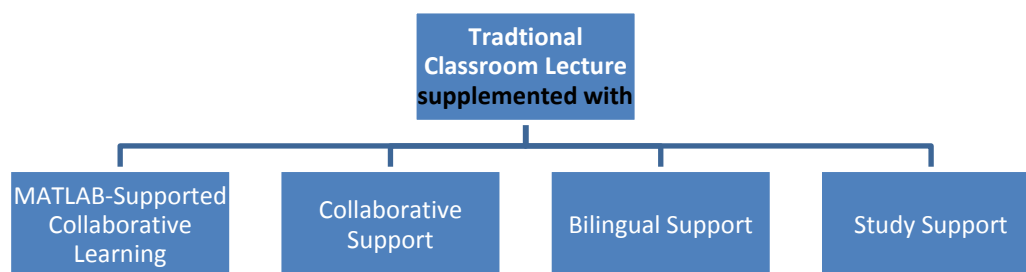 Tradtional
Classroom Lecture
supplemented with
MATLAB-Supported
Collaborative
Learning
Collaborative
Support
Bilingual Support
Study Support